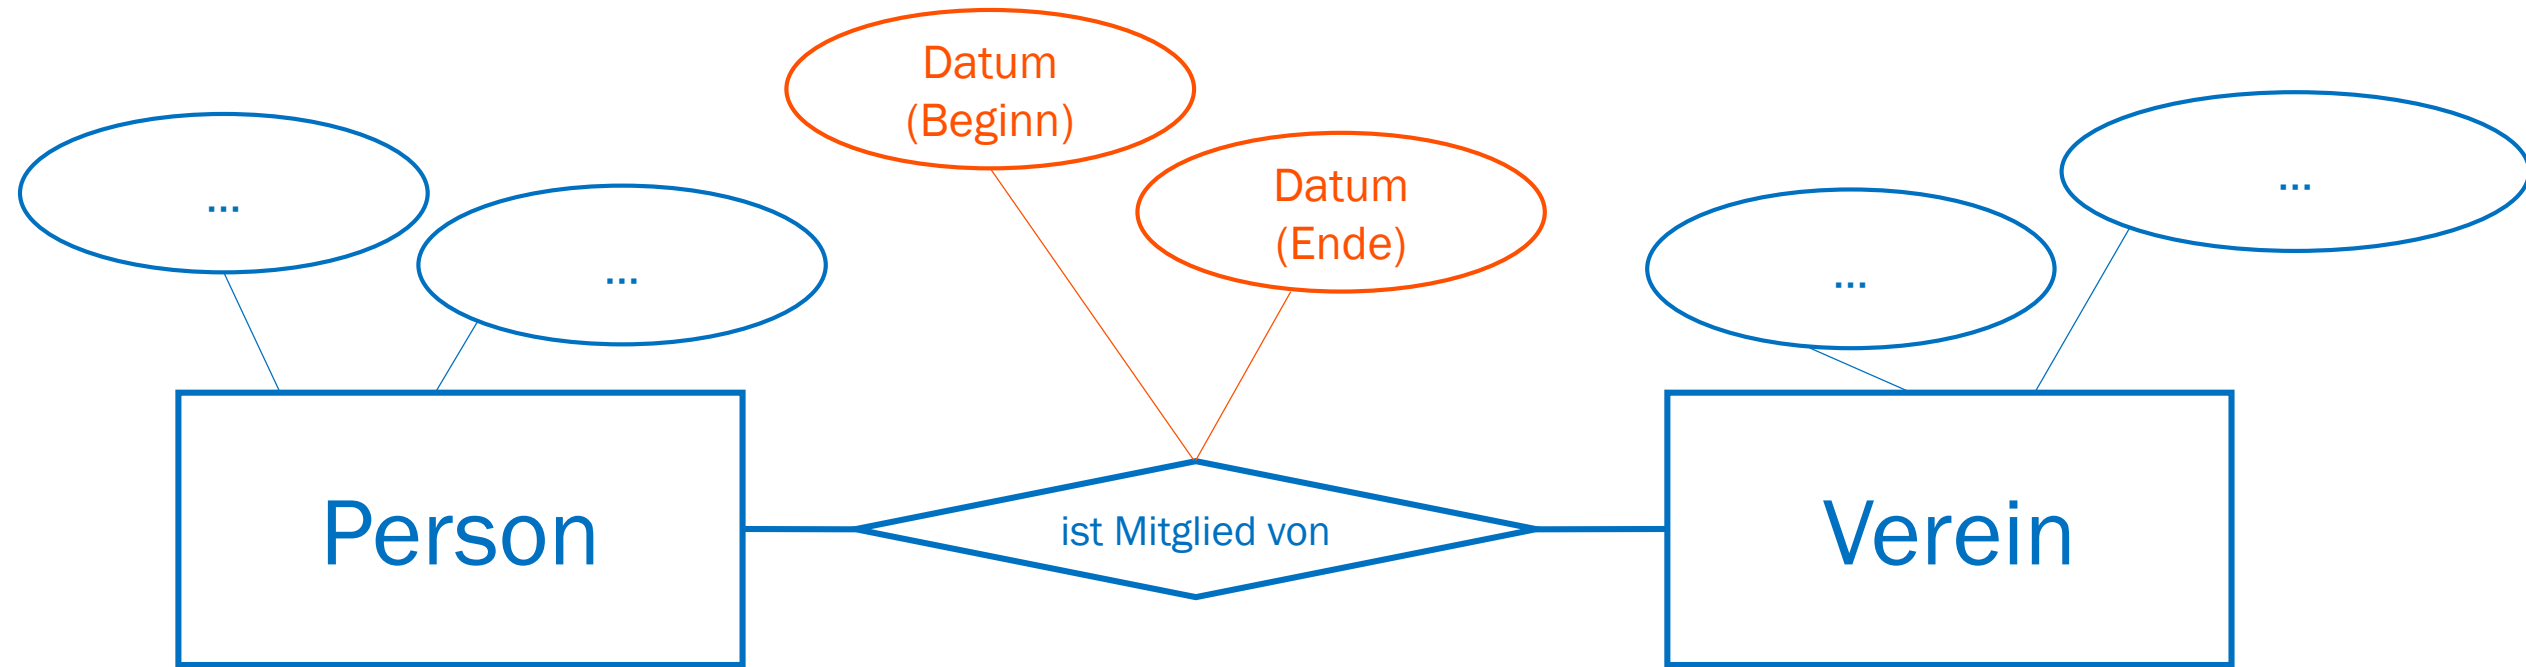 Datum
(Beginn)
Datum
(Ende)
...
...
...
...
Person
ist Mitglied von
Verein